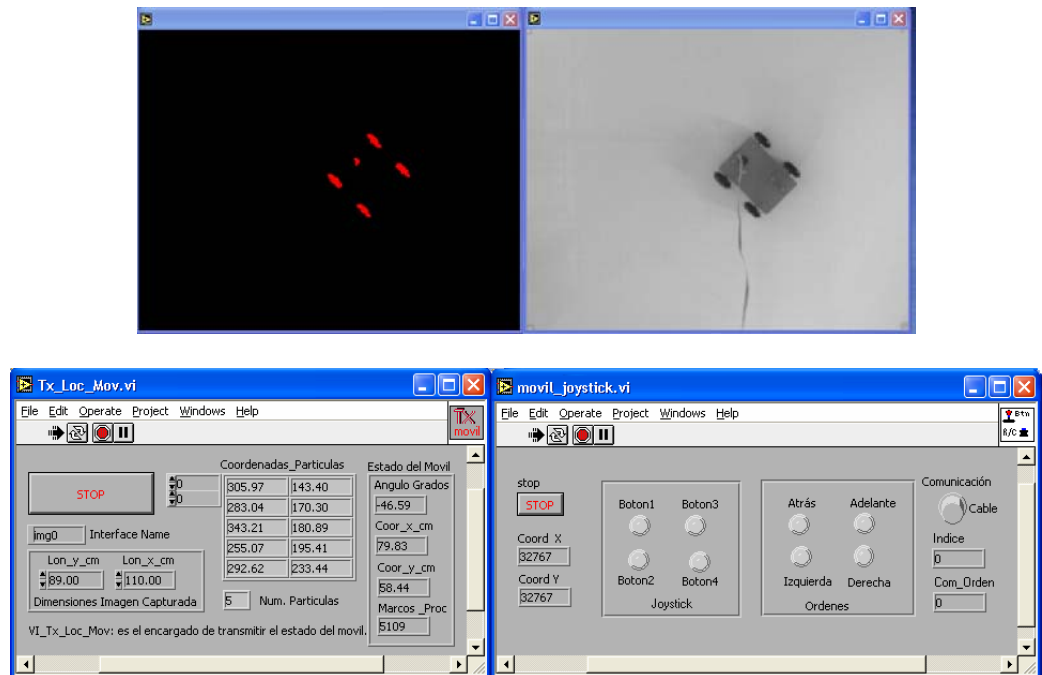 Tx_Loc_Mov.vi
File Edit Operate Project Windows Help
TX
movil
STOP
0
0
Coordenadas_Particulas
305.97 143.40
283.04 170.30
343.21 180.89
255.07 195.41
292.62 233.44
Estado del Movil
Angulo Grados
-46.59
Coor_x_cm
79.83
Coor_y_cm
58.44
Marcos _Proc
5109
img0 Interface Name
Lon_y_cm Lon_x_cm
89.00 110.00
Dimensiones Imagen Capturada
5 Num. Particulas
VI_Tx_Loc_Mov: es el encargado de transmitir el estado del movil.
movil_joystick.vi
File Edit Operate Project Windows Help
Btn
R/C
stop
STOP
Coord X
32767
Coord Y
32767
Boton1 Boton3
Boton2 Boton4
Joystick
Atrás Adelante
Izquierda Derecha
Ordenes
Comunicación
Cable
Indice
0
Com_Orden
0